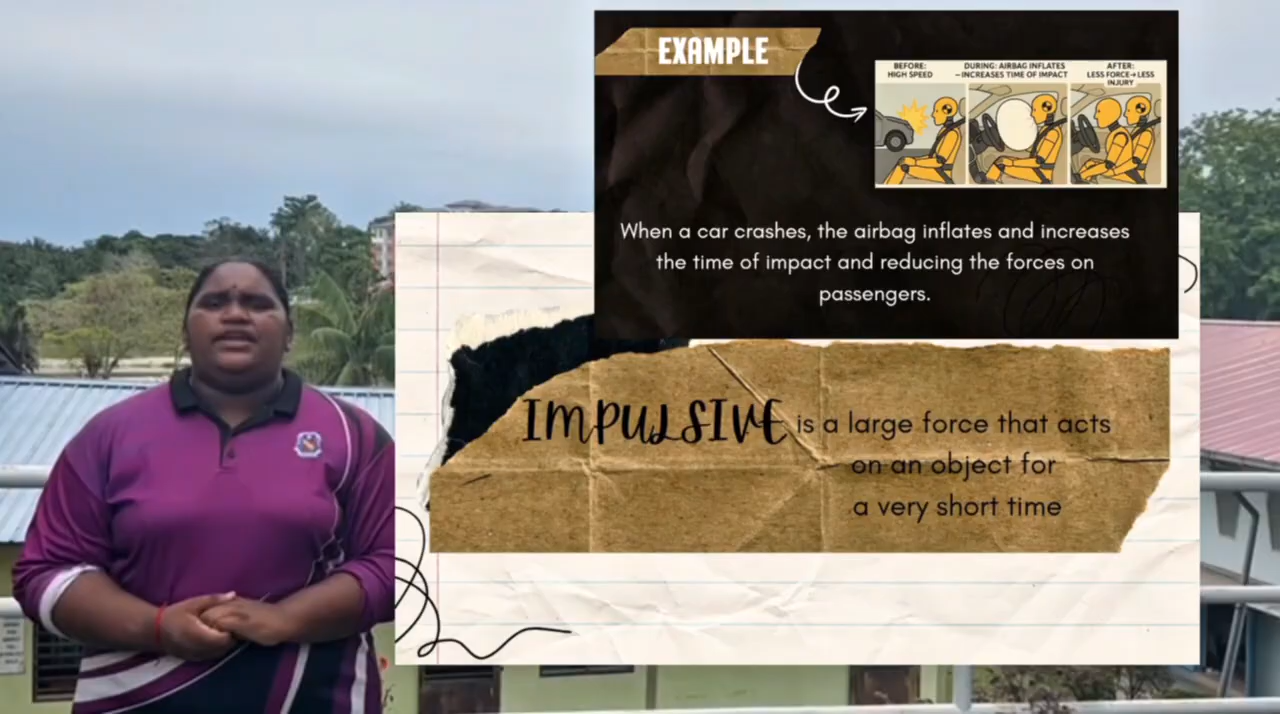 EXAMPLE
BEFORE:
HIGH SPEED
DURING: AIRBAG INFLATES
–INCREASES TIME OF IMPACT
AFTER:
LESS FORCE→LESS
INJURY
When a car crashes, the airbag inflates and increases
the time of impact and reducing the forces on
passengers.
IMPULSIVE is a large force that acts
on an object for
a very short time